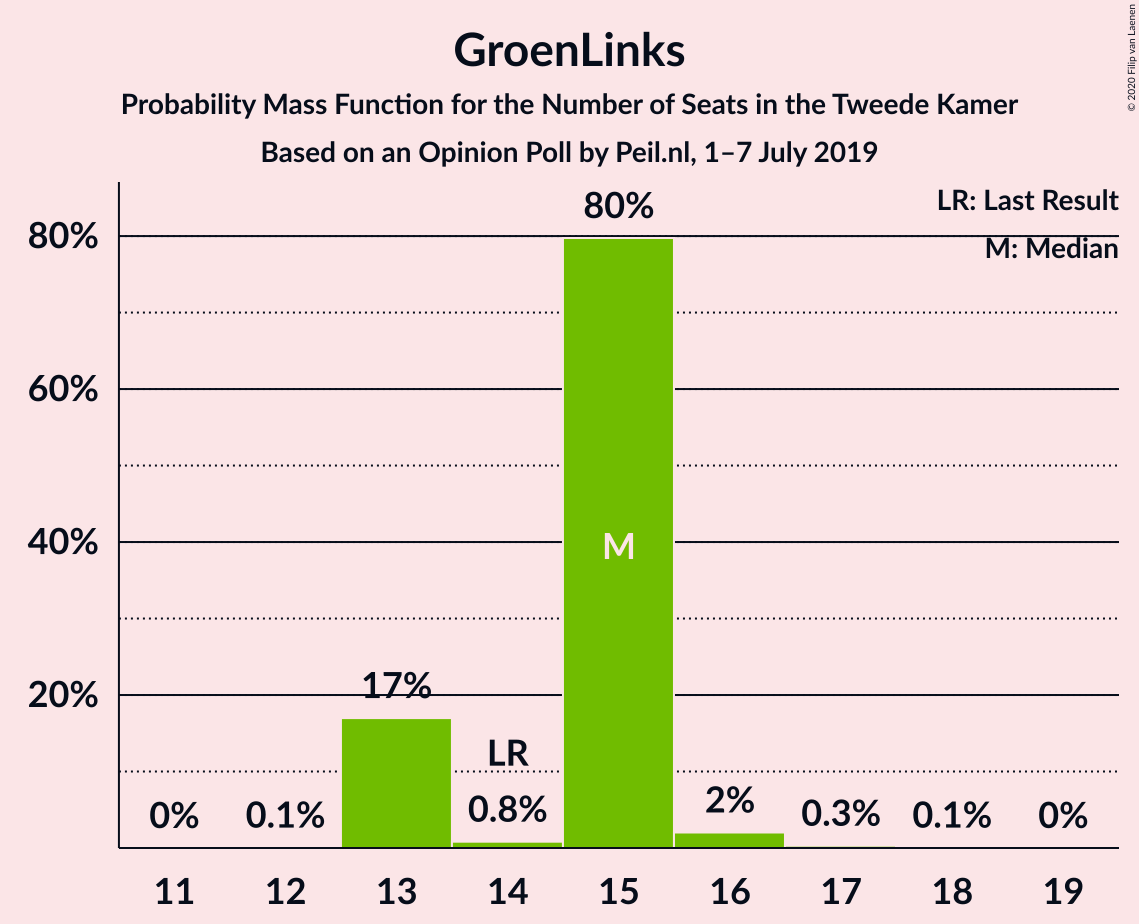 GroenLinks
Probability Mass Function for the Number of Seats in the Tweede Kamer
Based on an Opinion Poll by Peil.nl, 1–7 July 2019
© 2020 Filip van Laenen
LR: Last Result
M: Median
80%
60%
40%
20%
0%
0.1%
17%
LR
0.8%
80%
M
2%
0.3%
0.1%
0%
11 12 13 14 15 16 17 18 19